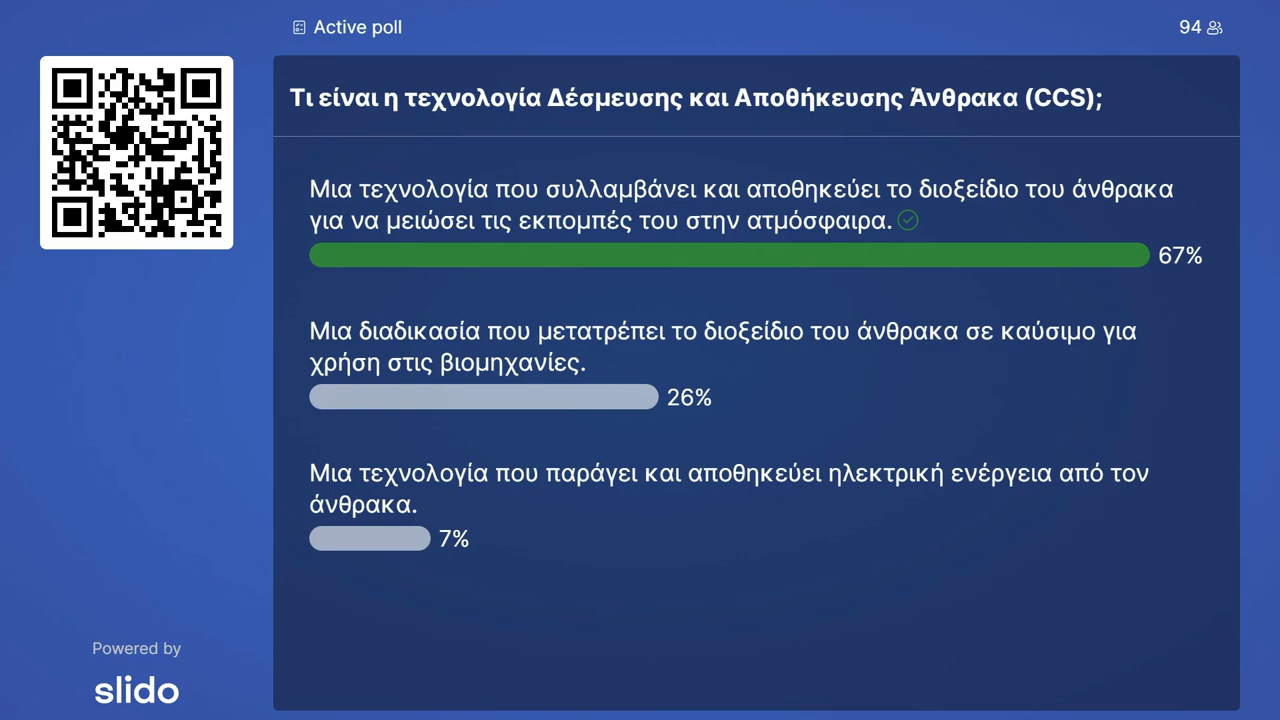 Active poll
94
Τι είναι η τεχνολογία Δέσμευσης και Αποθήκευσης Άνθρακα (CCS);
Μια τεχνολογία που συλλαμβάνει και αποθηκεύει το διοξείδιο του άνθρακα
για να μειώσει τις εκπομπές του στην ατμόσφαιρα.
67%
Μια διαδικασία που μετατρέπει το διοξείδιο του άνθρακα σε καύσιμο για
χρήση στις βιομηχανίες.
26%
Μια τεχνολογία που παράγει και αποθηκεύει ηλεκτρική ενέργεια από τον
άνθρακα.
7%
Powered by
slido